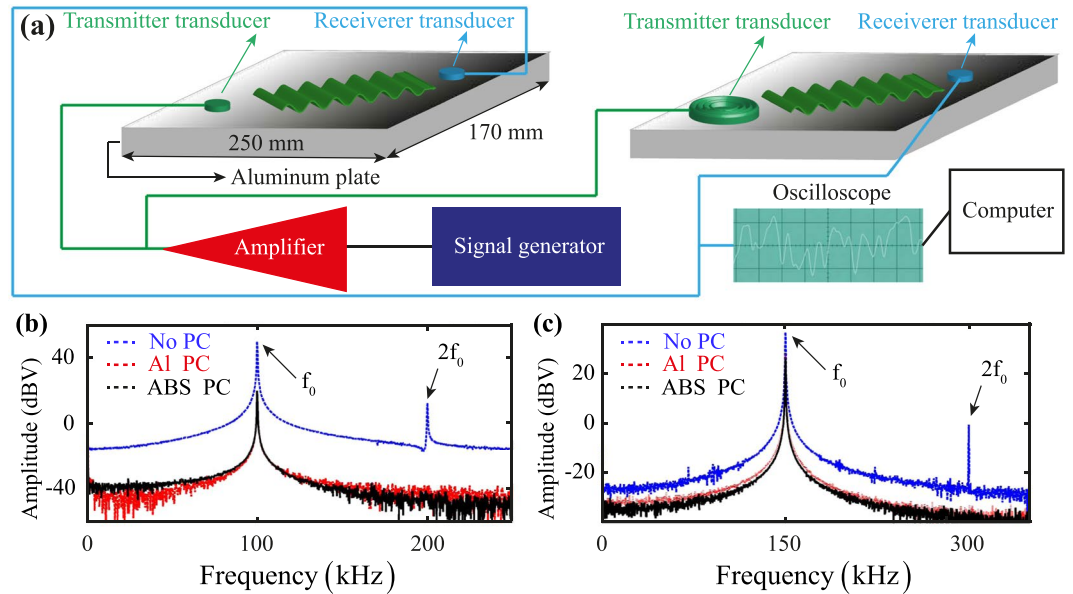 (a)
Transmitter transducer
Receiverer transducer
Transmitter transducer
Receiverer transducer
250 mm
170 mm
Aluminum plate
Amplifier
Signal generator
Oscilloscope
Computer
(b)
No PC
Al PC
ABS PC
f0
2f0
Amplitude (dBV)
40
0
-40
0
100
200
Frequency (kHz)
(c)
No PC
Al PC
ABS PC
f0
2f0
Amplitude (dBV)
20
0
-20
0
150
300
Frequency (kHz)